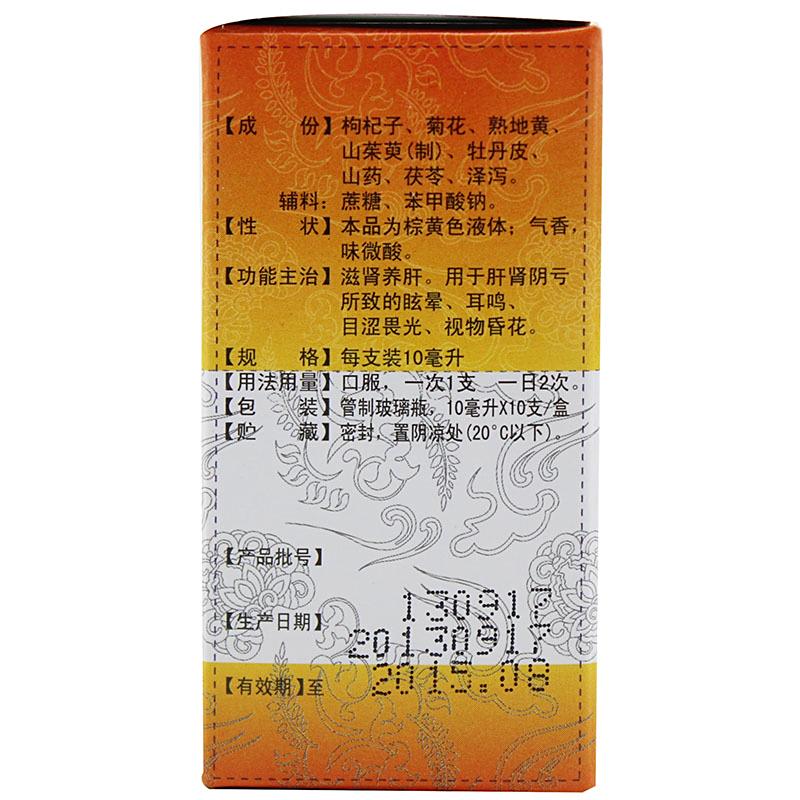 【成 份】枸杞子、菊花、熟地黄、
山茱萸(制)、牡丹皮、
山药、茯苓、泽泻。
辅料：蔗糖、苯甲酸钠。
【性 状】本品为棕黄色液体；气香，
味微酸。
【功能主治】滋肾养肝。用于肝肾阴亏
所致的眩晕、耳鸣、
目涩畏光、视物昏花。
【规 格】每支装10毫升
【用法用量】口服，一次1支 一日2次。
【包 装】管制玻璃瓶，10毫升X10支/盒
【贮 藏】密封，置阴凉处(20°C以下)。
【产品批号】
130912
【生产日期】
20130917
【有效期】至 2015.08